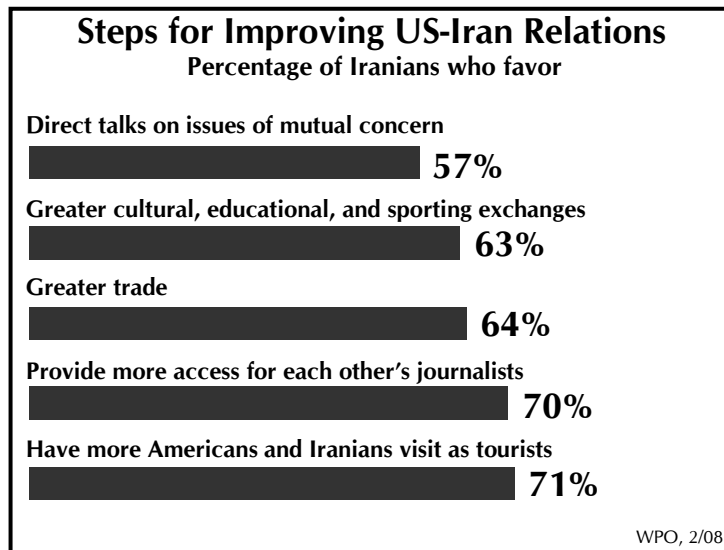 Steps for Improving US-Iran Relations
Percentage of Iranians who favor
Direct talks on issues of mutual concern
57%
Greater cultural, educational, and sporting exchanges
63%
Greater trade
64%
Provide more access for each other’s journalists
70%
Have more Americans and Iranians visit as tourists
71%
WPO, 2/08